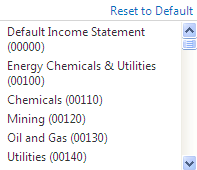 Reset to Default
Default Income Statement
(00000)
Energy Chemicals & Utilities
(00100)
Chemicals (00110)
Mining (00120)
Oil and Gas (00130)
Utilities (00140)